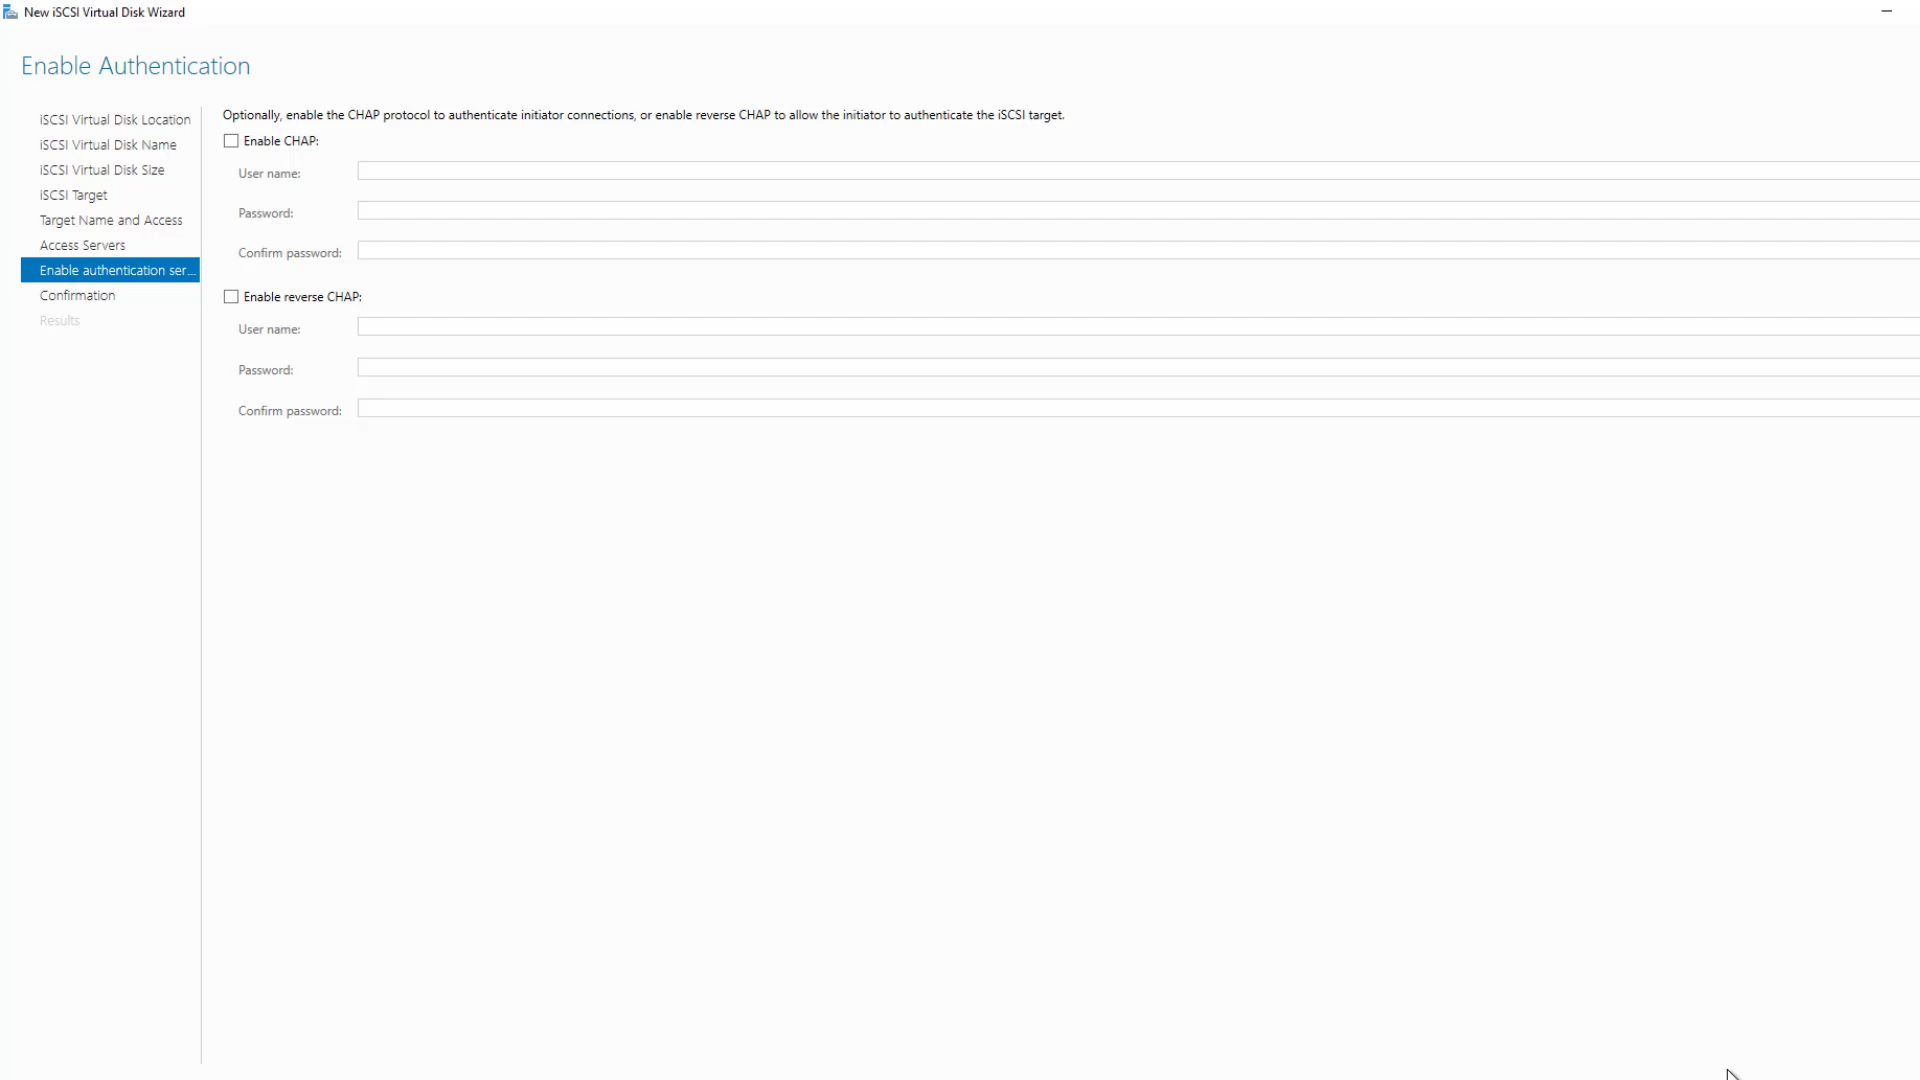 New iSCSI Virtual Disk Wizard
Enable Authentication
iSCSI Virtual Disk Location
iSCSI Virtual Disk Name
iSCSI Virtual Disk Size
iSCSI Target
Target Name and Access
Access Servers
Enable authentication ser...
Confirmation
Results
Optionally, enable the CHAP protocol to authenticate initiator connections, or enable reverse CHAP to allow the initiator to authenticate the iSCSI target.
Enable CHAP:
User name:
Password:
Confirm password:
Enable reverse CHAP:
User name:
Password:
Confirm password: